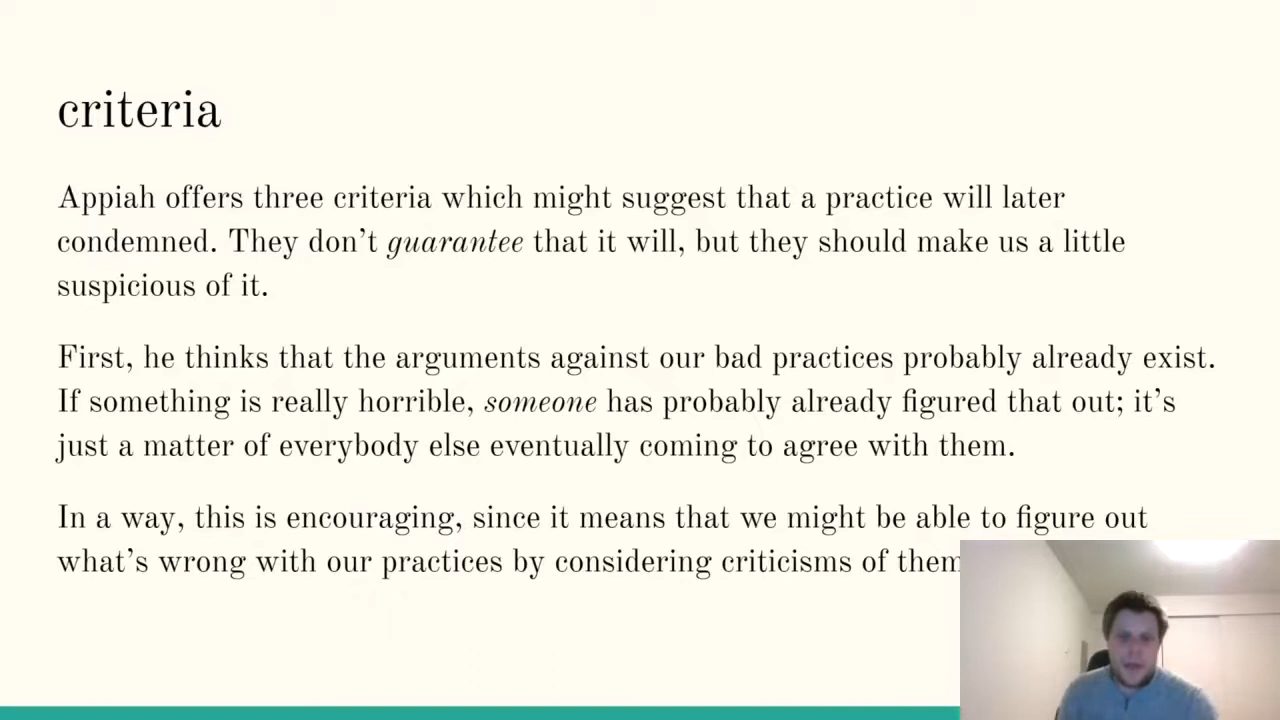 criteria
Appiah offers three criteria which might suggest that a practice will later
condemned. They don’t guarantee that it will, but they should make us a little
suspicious of it.
First, he thinks that the arguments against our bad practices probably already exist.
If something is really horrible, someone has probably already figured that out; it’s
just a matter of everybody else eventually coming to agree with them.
In a way, this is encouraging, since it means that we might be able to figure out
what’s wrong with our practices by considering criticisms of them